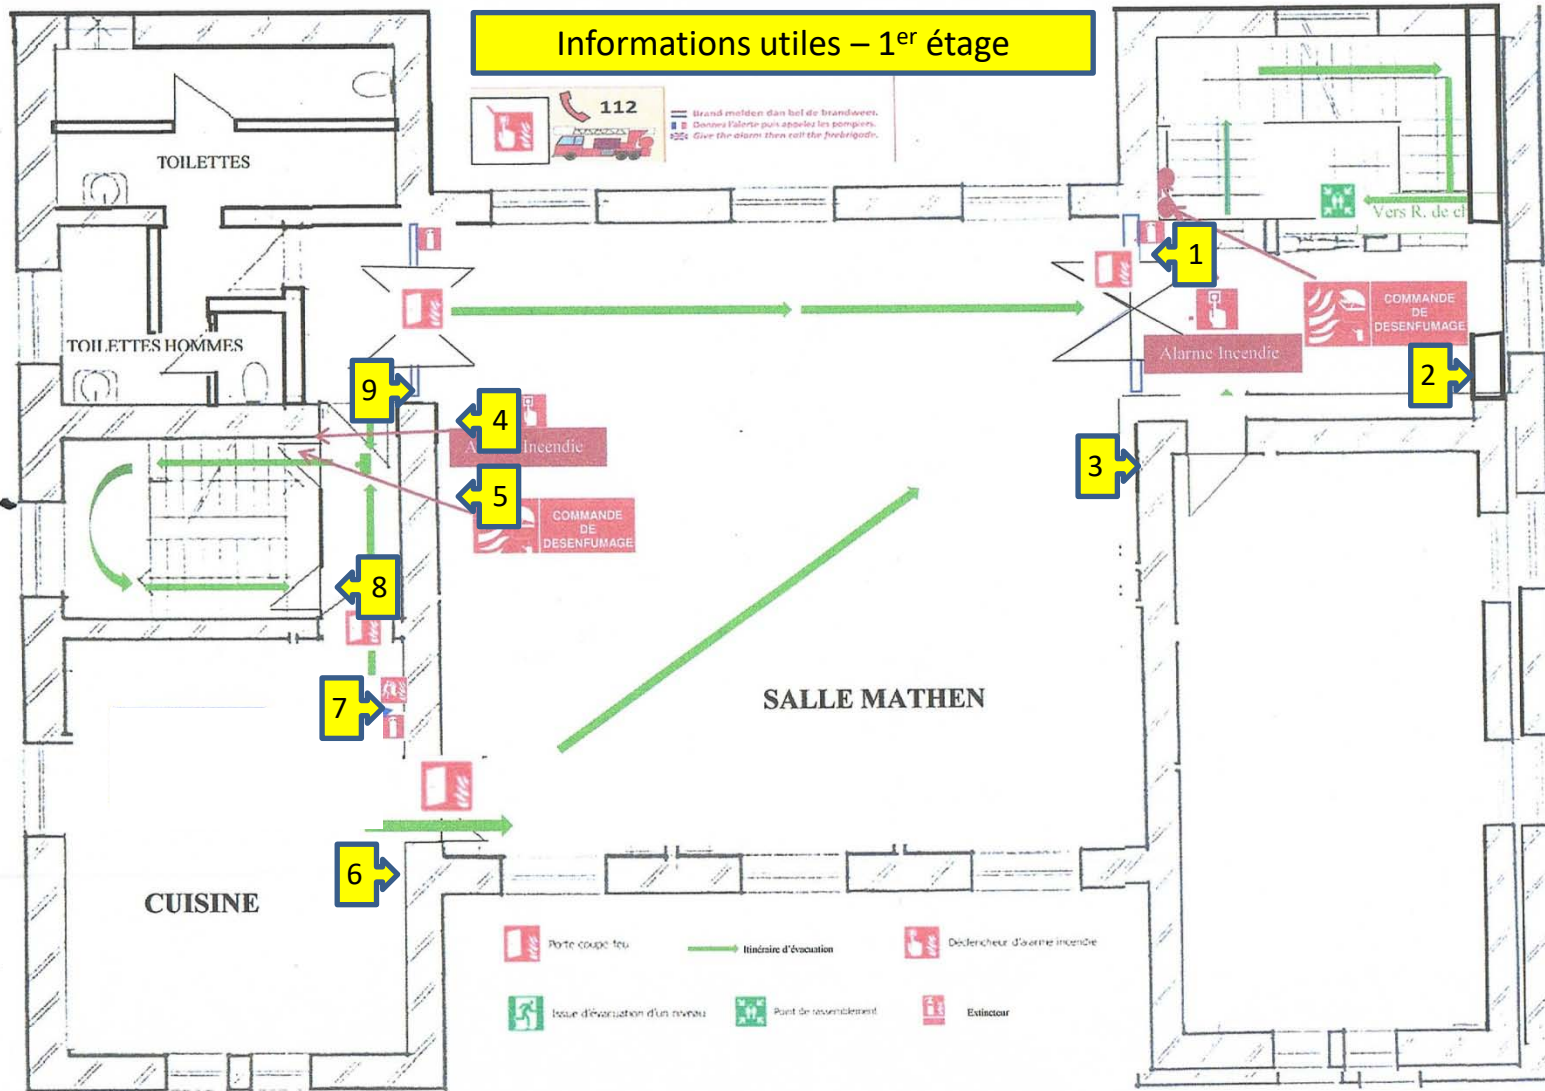 Informations utiles – 1er étage
112
Brand melden dan bel de brandweer.
Donnez l'alerte puis appelez les pompiers.
Give the alarm then call the firebrigade.
TOILETTES
Vers R. de
1
COMMANDE
DE
DESENFUMAGE
Alarme Incendie
TOILETTES HOMMES
2
9
4
Incendie
3
5
COMMANDE
DE
DESENFUMAGE
8
7
SALLE MATHEN
6
CUISINE
Porte coupe feu
Itinéraire d'évacuation
Déclencheur d'alarme incendie
Issue d'évacuation d'un niveau
Point de rassemblement
Extincteur